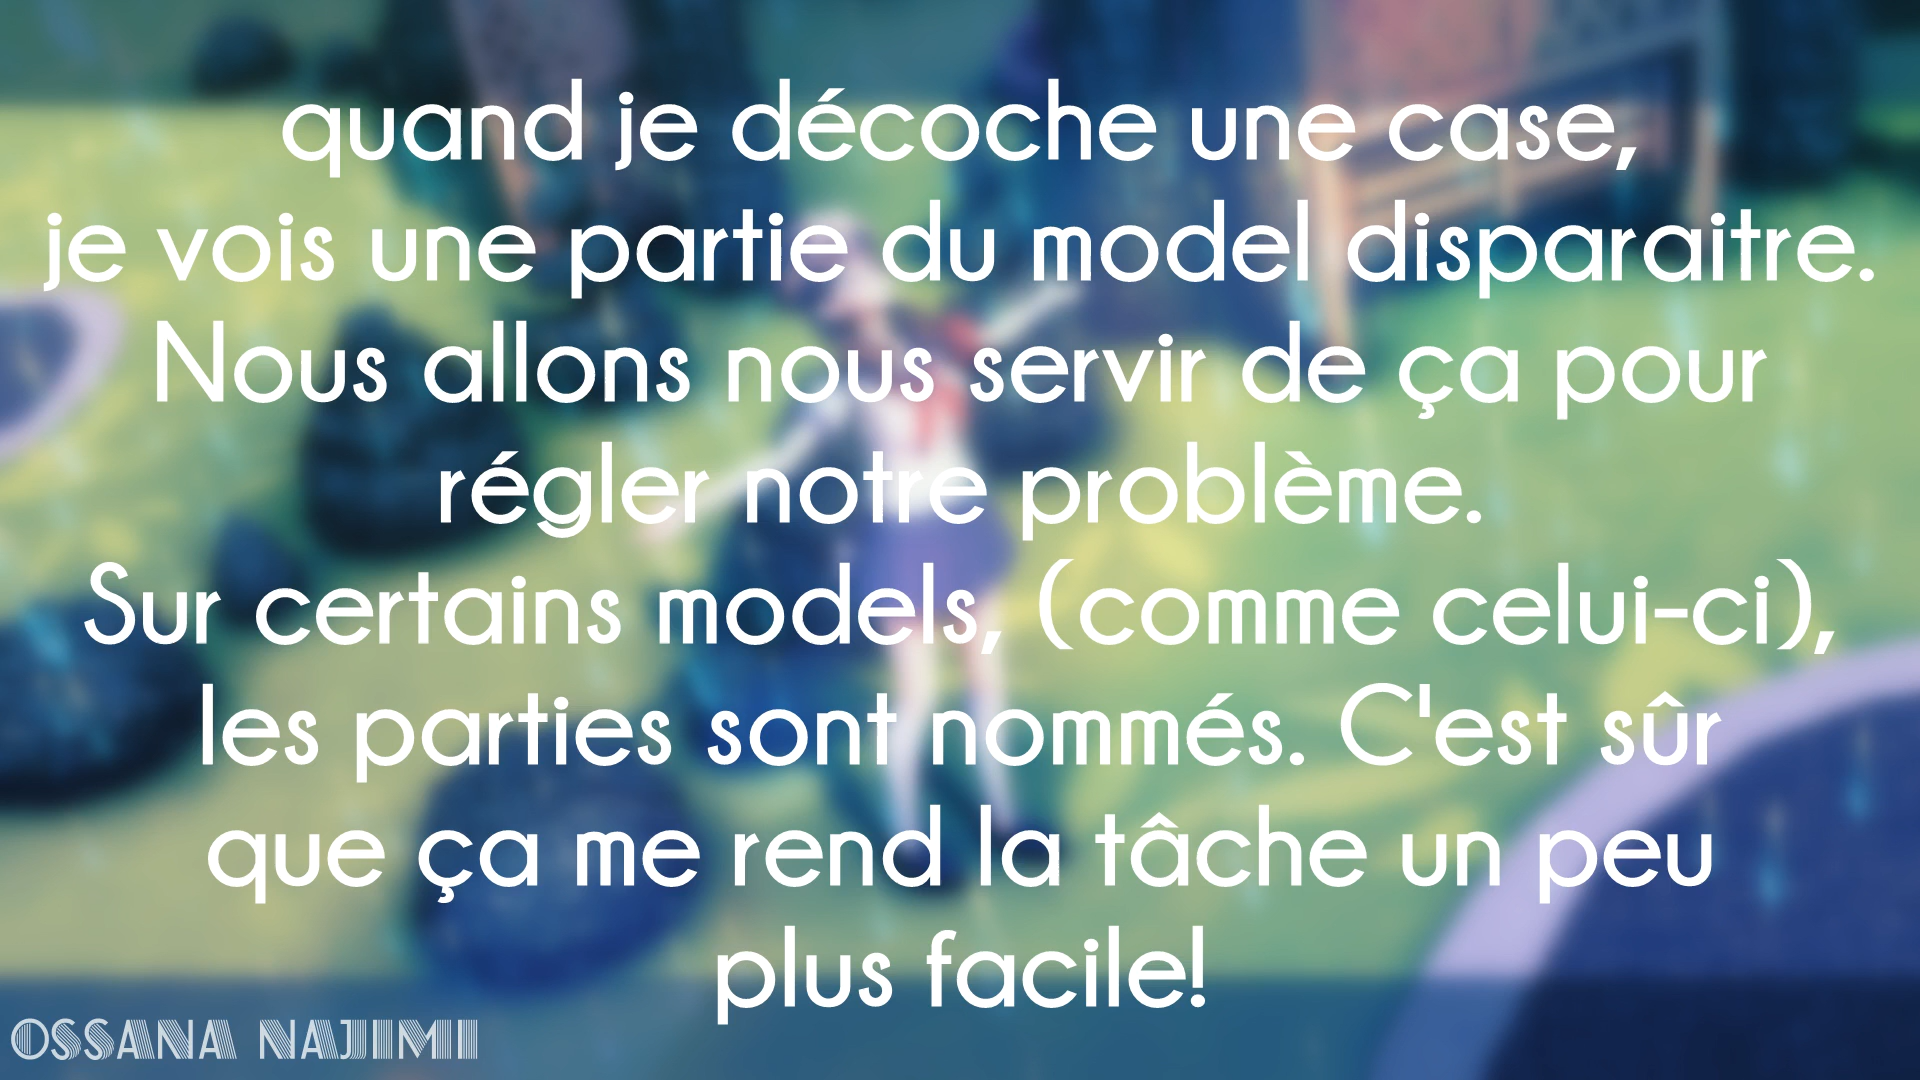 quand je décoche une case,
je vois une partie du model disparaitre.
Nous allons nous servir de ça pour
régler notre problème.
Sur certains models, (comme celui-ci),
les parties sont nommés. C'est sûr
que ça me rend la tâche un peu
plus facile!
OSSANA NAJIMI